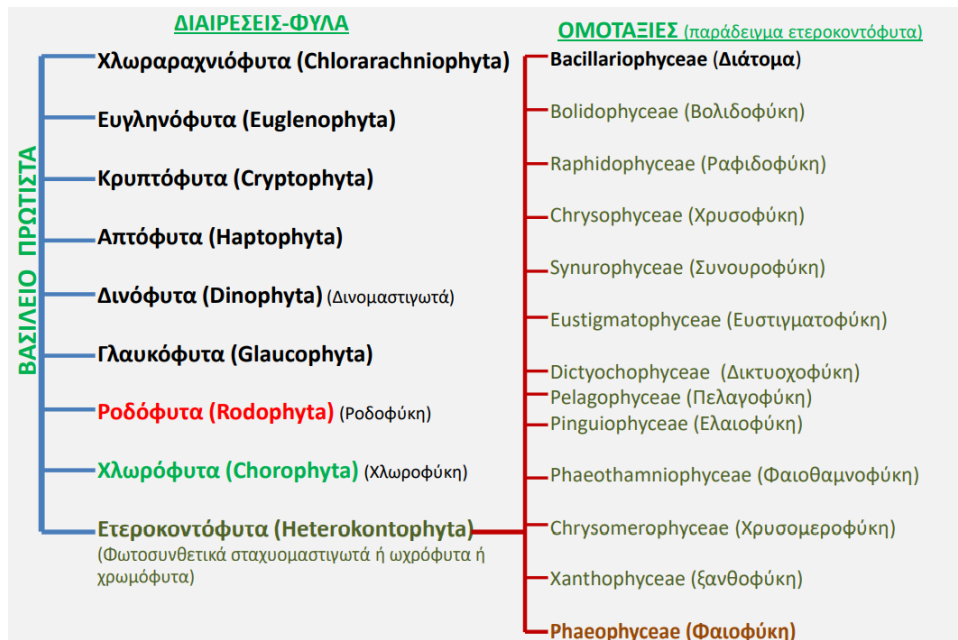 ΔΙΑΙΡΕΣΕΙΣ-ΦΥΛΑ
ΒΑΣΙΛΕΙΟ ΠΡΩΤΙΣΤΑ
Χλωραραχνιόφυτα (Chlorarachniophyta)
Ευγληνόφυτα (Euglenophyta)
Κρυπτόφυτα (Cryptophyta)
Απτόφυτα (Haptophyta)
Δινόφυτα (Dinophyta) (Δινομαστιγωτά)
Γλαυκόφυτα (Glaucophyta)
Ροδόφυτα (Rodophyta) (Ροδοφύκη)
Χλωρόφυτα (Chorophyta) (Χλωροφύκη)
Ετεροκοντόφυτα (Heterokontophyta)
(Φωτοσυνθετικά σταχυομαστιγωτά ή ωχρόφυτα ή
χρωμόφυτα)
ΟΜΟΤΑΞΙΕΣ (παράδειγμα ετεροκοντόφυτα)
Bacillariophyceae (Διάτομα)
Bolidophyceae (Βολιδοφύκη)
Raphidophyceae (Ραφιδοφύκη)
Chrysophyceae (Χρυσοφύκη)
Synurophyceae (Συνουροφύκη)
Eustigmatophyceae (Ευστιγματοφύκη)
Dictyochophyceae (Δικτυοχοφύκη)
Pelagophyceae (Πελαγοφύκη)
Pinguiophyceae (Ελαιοφύκη)
Phaeothamniophyceae (Φαιοθαμνοφύκη)
Chrysomerophyceae (Χρυσομεροφύκη)
Xanthophyceae (ξανθοφύκη)
Phaeophyceae (Φαιοφύκη)